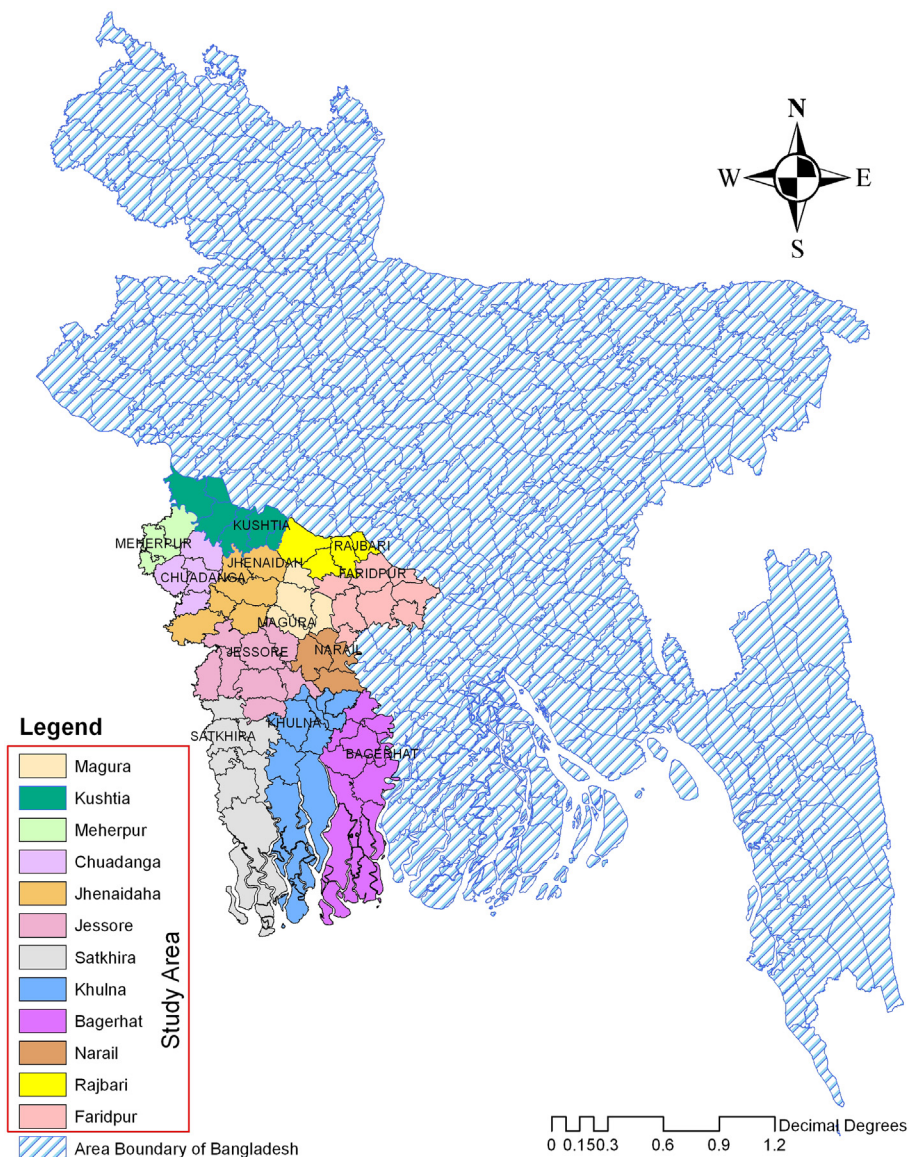 N
W E
S
KUSHTIA
MEHERPUR
RAJBARI
JHENAIDAH
CHUADANGA
FARIDPUR
MAGURA
JESSORE
NARAIL
KHULNA
SATKHIRA
BAGERHAT
Legend
Magura
Kushtia
Meherpur
Chuadanga
Jhenaidaha
Jessore
Satkhira
Khulna
Bagerhat
Narail
Rajbari
Faridpur
Study Area
Area Boundary of Bangladesh
Decimal Degrees
0 0.150.3 0.6 0.9 1.2